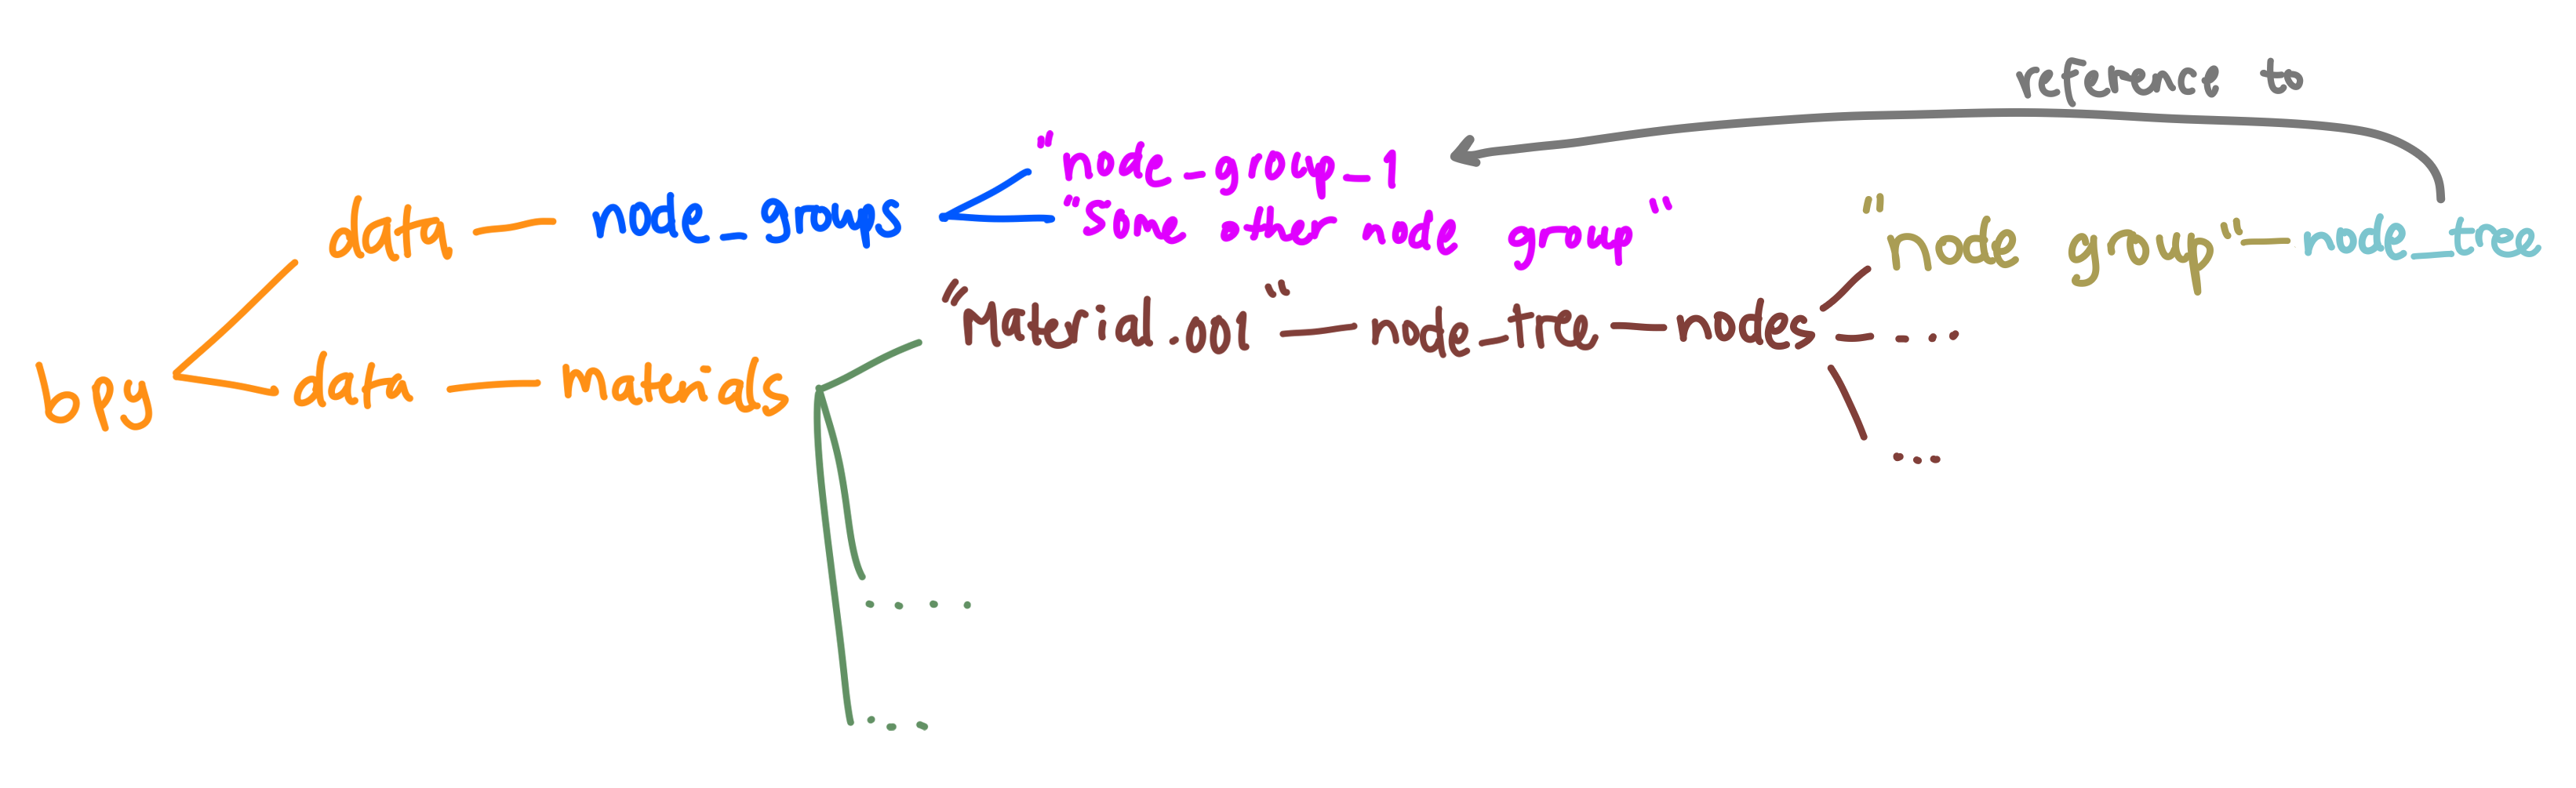 reference to
"node_group_1
data — node_groups "some other node group" "node group" — node_tree
"Material.001" — node_tree — nodes — ....
bpy data — materials
...
....
....